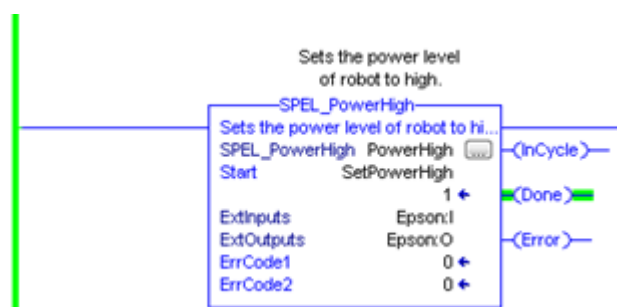 Sets the power level
of robot to high.
SPEL_PowerHigh
Sets the power level of robot to hi...
SPEL_PowerHigh PowerHigh ... (InCycle)
Start SetPowerHigh
1 (Done)
ExtInputs Epson:I
ExtOutputs Epson:O (Error)
ErrCode1 0
ErrCode2 0